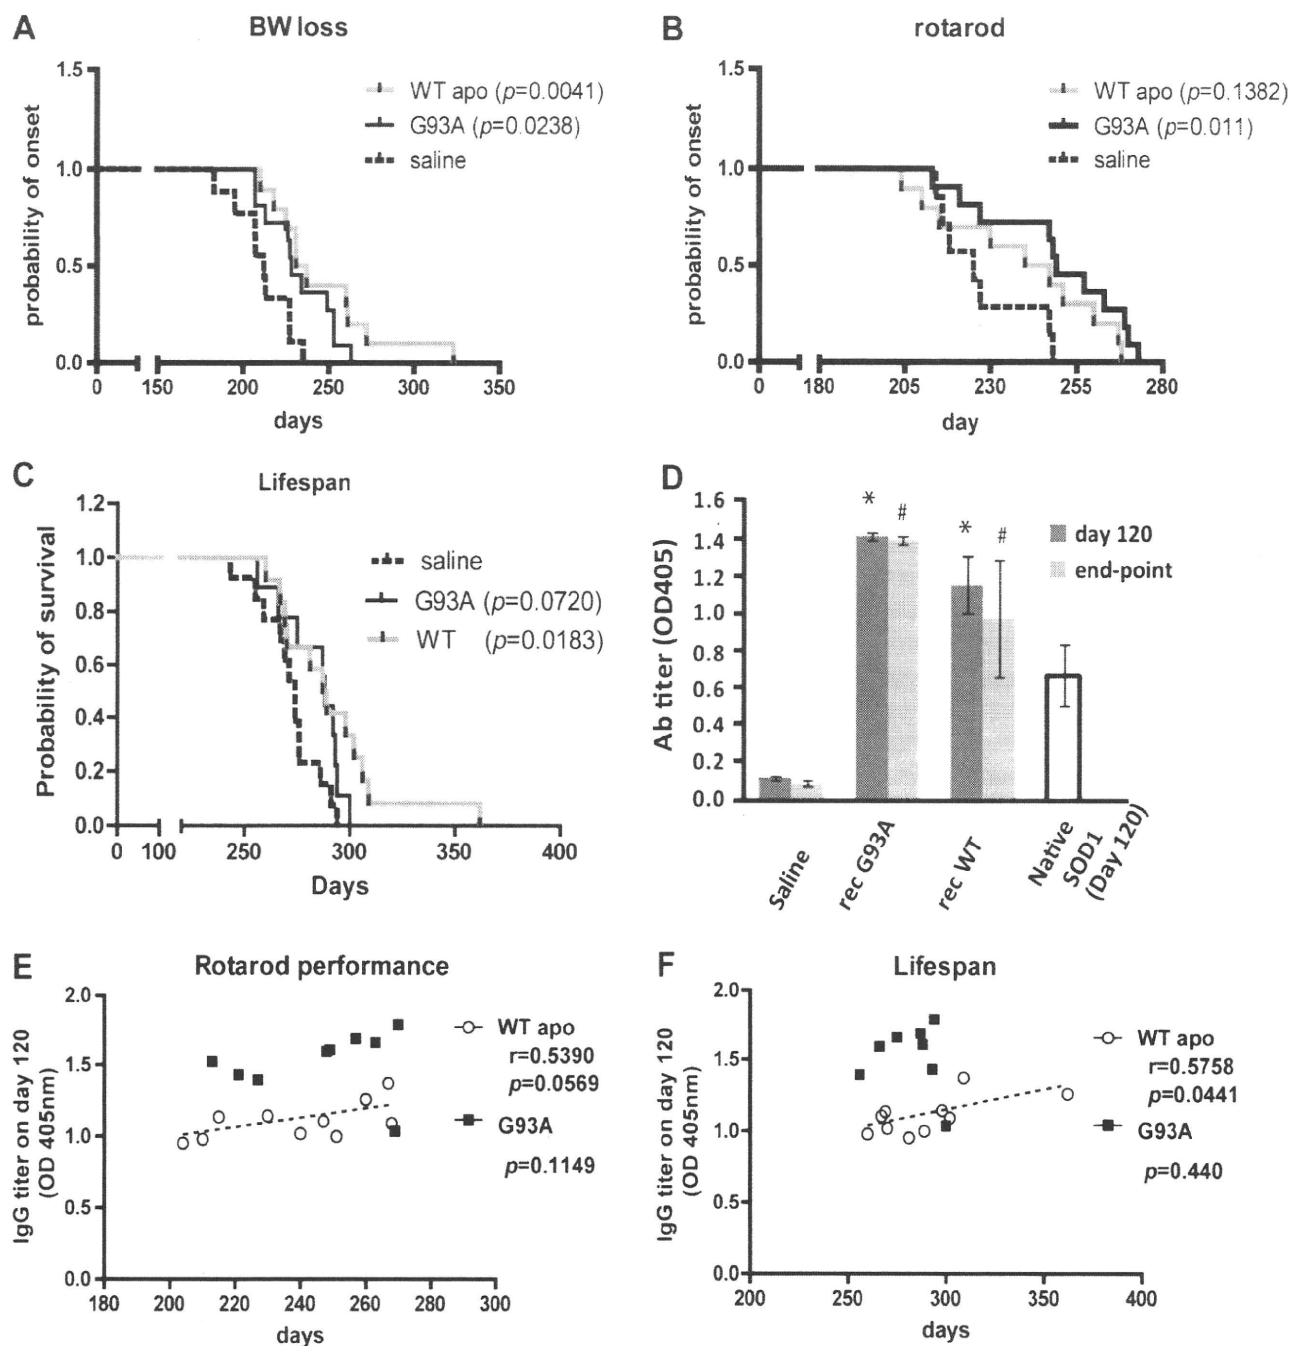 A
BW loss
probability of onset
1.5
1.0
0.5
0.0
WT apo (p=0.0041)
G93A (p=0.0238)
saline
0 150 200 250 300 350
days
B
rotarod
probability of onset
1.5
1.0
0.5
0.0
WT apo (p=0.1382)
G93A (p=0.011)
saline
0 180 205 230 255 280
day
C
Lifespan
Probability of survival
1.2
1.0
0.8
0.6
0.4
0.2
0.0
saline
G93A (p=0.0720)
WT (p=0.0183)
0 100 250 300 350 400
Days
D
Ab titer (OD405)
1.6
1.4
1.2
1.0
0.8
0.6
0.4
0.2
0.0
* # * #
day 120
end-point
Saline
rec G93A
rec WT
Native
SOD1
(Day 120)
E
Rotarod performance
IgG titer on day 120
(OD 405nm)
2.0
1.5
1.0
0.5
0.0
WT apo
r=0.5390
p=0.0569
G93A
p=0.1149
180 200 220 240 260 280 300
days
F
Lifespan
IgG titer on day 120
(OD 405nm)
2.0
1.5
1.0
0.5
0.0
WT apo
r=0.5758
p=0.0441
G93A
p=0.440
200 250 300 350 400
days